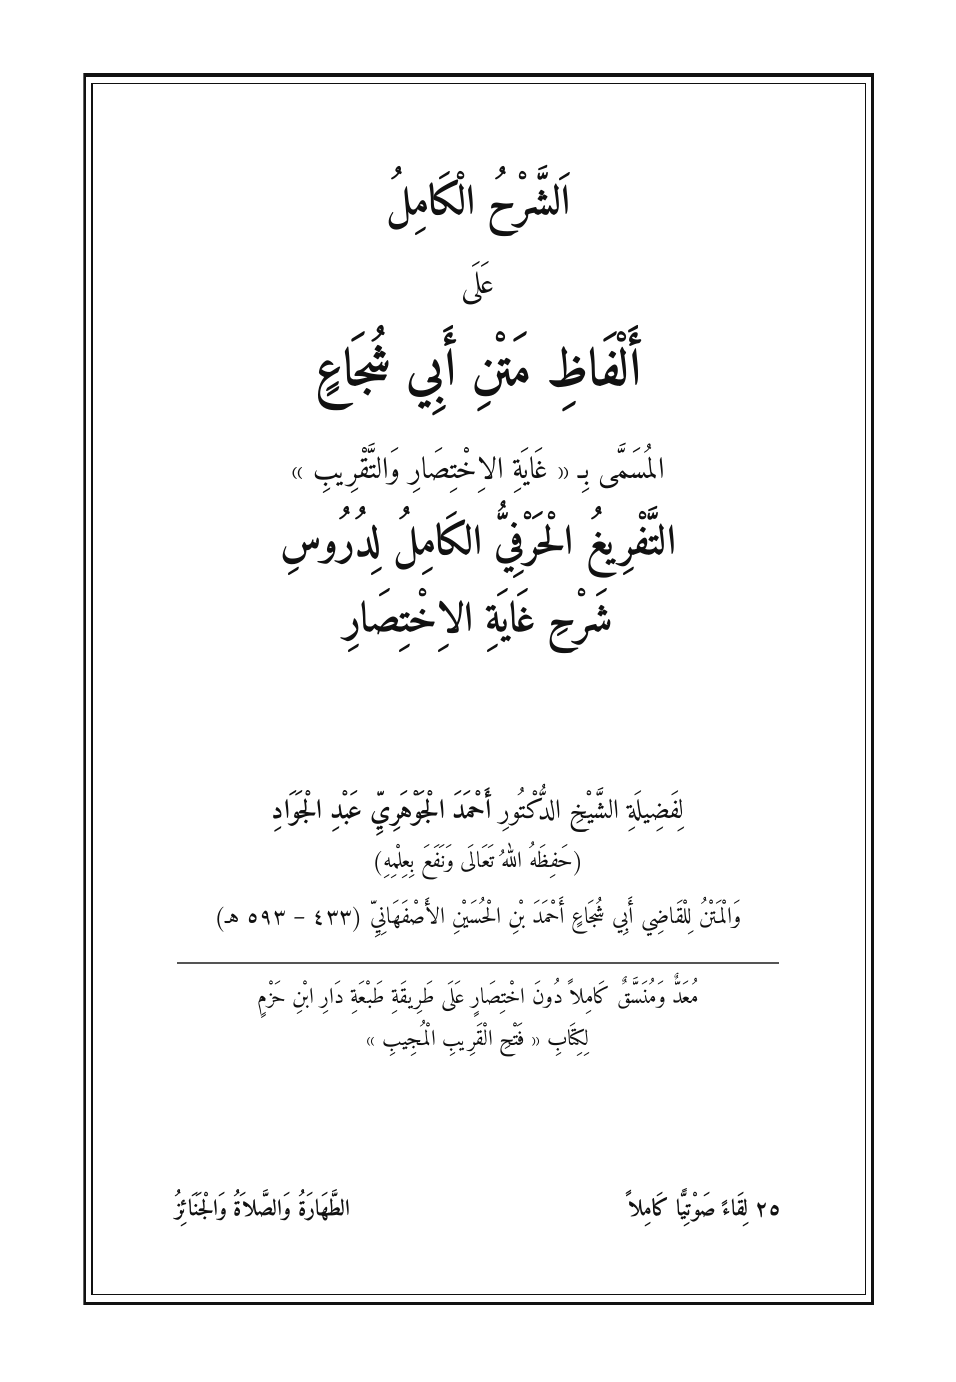 اَلشَّرْحُ الْكَامِلُ
عَلَى
أَلْفَاظِ مَتْنِ أَبِي شُجَاعٍ
المُسَمَّى بِـ « غَايَةِ الاِخْتِصَارِ وَالتَّقْرِيبِ »
التَّفْرِيغُ الْحَرْفِيُّ الكَامِلُ لِدُرُوسِ
شَرْحِ غَايَةِ الاِخْتِصَارِ
لِفَضِيلَةِ الشَّيْخِ الدُّكْتُورِ أَحْمَدَ الْجَوْهَرِيِّ عَبْدِ الْجَوَادِ
(حَفِظَهُ اللهُ تَعَالَى وَنَفَعَ بِعِلْمِهِ)
وَالْمَتْنُ لِلْقَاضِي أَبِي شُجَاعٍ أَحْمَدَ بْنِ الْحُسَيْنِ الأَصْفَهَانِيِّ (٤٣٣ – ٥٩٣ هـ)
مُعَدٌّ وَمُنَسَّقٌ كَامِلاً دُونَ اخْتِصَارٍ عَلَى طَرِيقَةِ طَبْعَةِ دَارِ ابْنِ حَزْمٍ
لِكِتَابِ « فَتْحِ الْقَرِيبِ الْمُجِيبِ »
٢٥ لِقَاءً صَوْتِيًّا كَامِلاً
الطَّهَارَةُ وَالصَّلاَةُ وَالْجَنَائِزُ